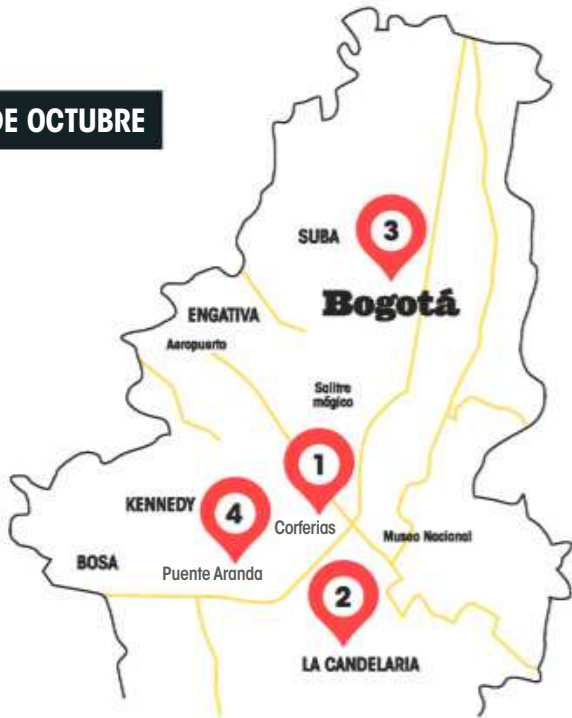 DE OCTUBRE
3
SUBA
Bogotá
ENGATIVA
Aeropuerto
Salitre
mágico
1
KENNEDY
4
Corferias
Museo Nacional
BOSA
Puente Aranda
2
LA CANDELARIA